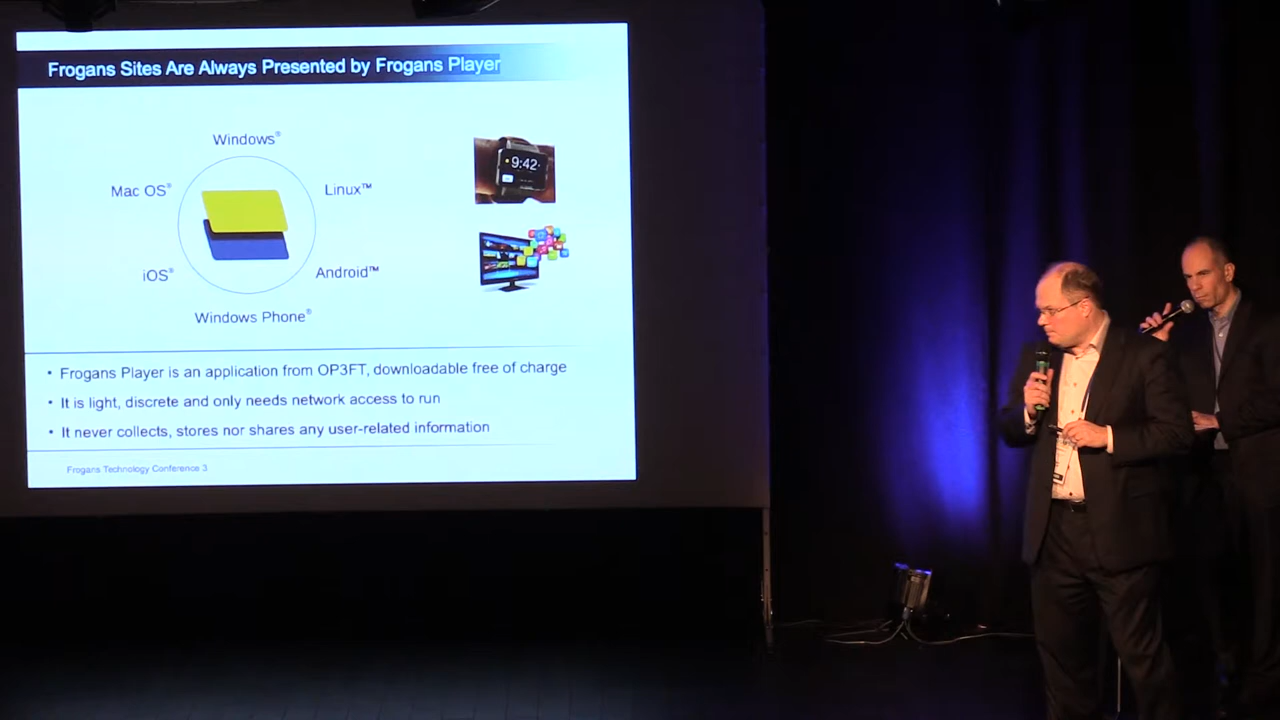 Frogans Sites Are Always Presented by Frogans Player
Windows®
Mac OS®
Linux™
iOS®
Android™
Windows Phone®
9:42
• Frogans Player is an application from OP3FT, downloadable free of charge
• It is light, discrete and only needs network access to run
• It never collects, stores nor shares any user-related information
Frogans Technology Conference 3